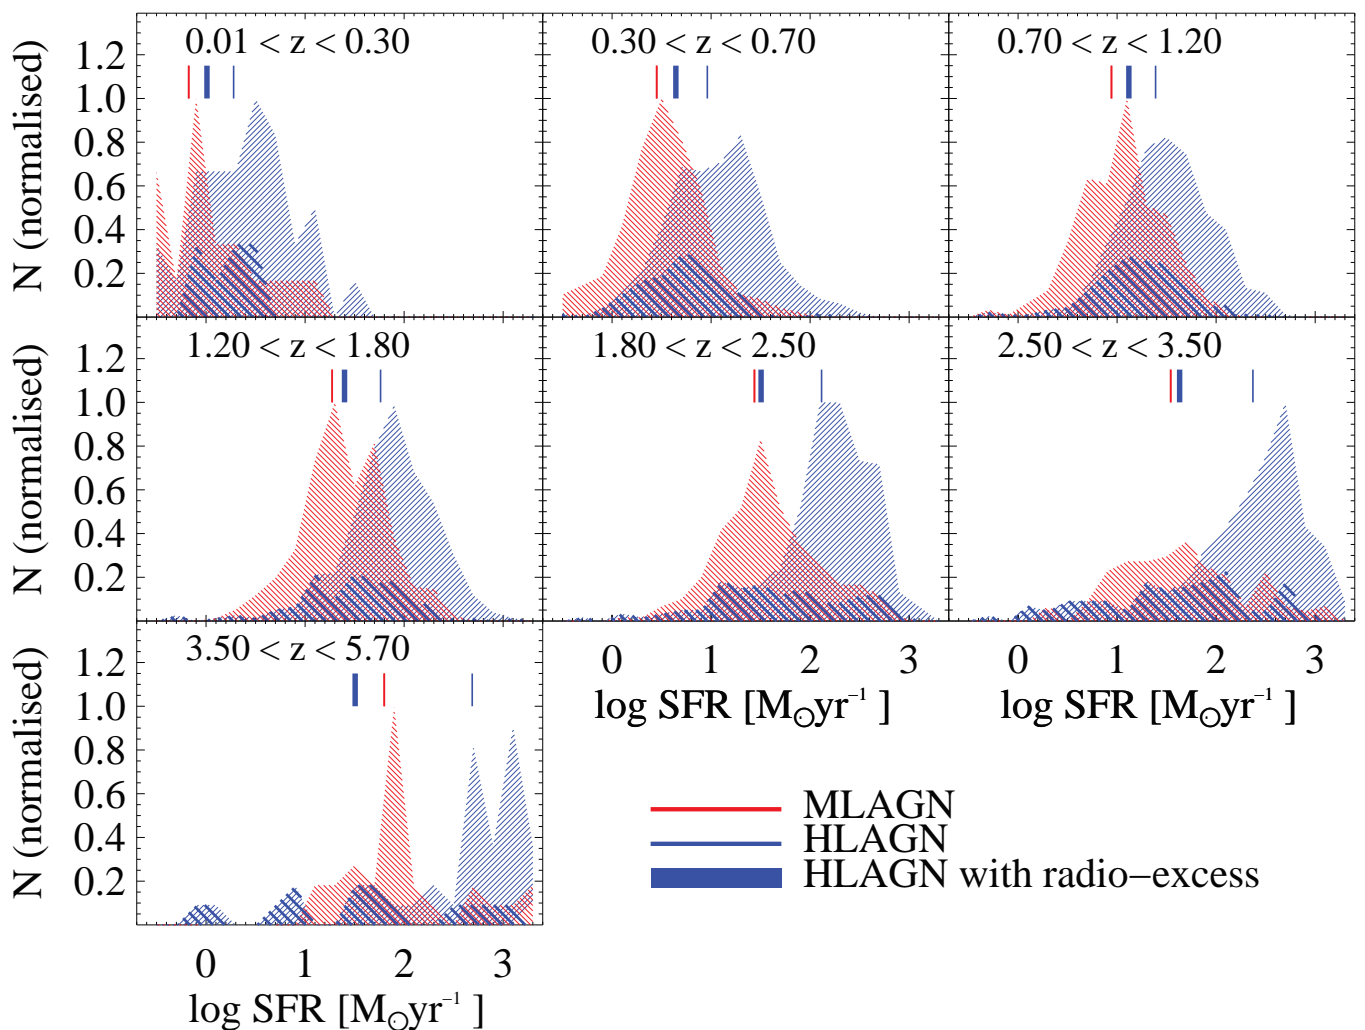 0.01 < z < 0.30
0.30 < z < 0.70
0.70 < z < 1.20
N (normalised)
1.2
1.0
0.8
0.6
0.4
0.2
1.20 < z < 1.80
1.80 < z < 2.50
2.50 < z < 3.50
N (normalised)
1.2
1.0
0.8
0.6
0.4
0.2
3.50 < z < 5.70
N (normalised)
1.2
1.0
0.8
0.6
0.4
0.2
0 1 2 3
log SFR [M☉yr⁻¹ ]
0 1 2 3
log SFR [M☉yr⁻¹ ]
MLAGN
HLAGN
HLAGN with radio−excess
0 1 2 3
log SFR [M☉yr⁻¹ ]